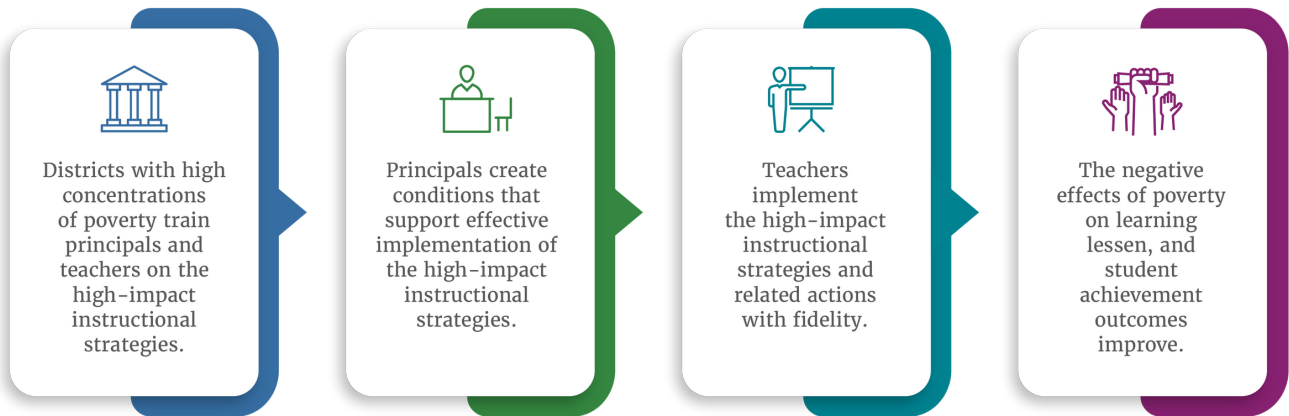 Districts with high
concentrations
of poverty train
principals and
teachers on the
high-impact
instructional
strategies.
Principals create
conditions that
support effective
implementation of
the high-impact
instructional
strategies.
Teachers
implement
the high-impact
instructional
strategies and
related actions
with fidelity.
The negative
effects of poverty
on learning
lessen, and
student
achievement
outcomes
improve.